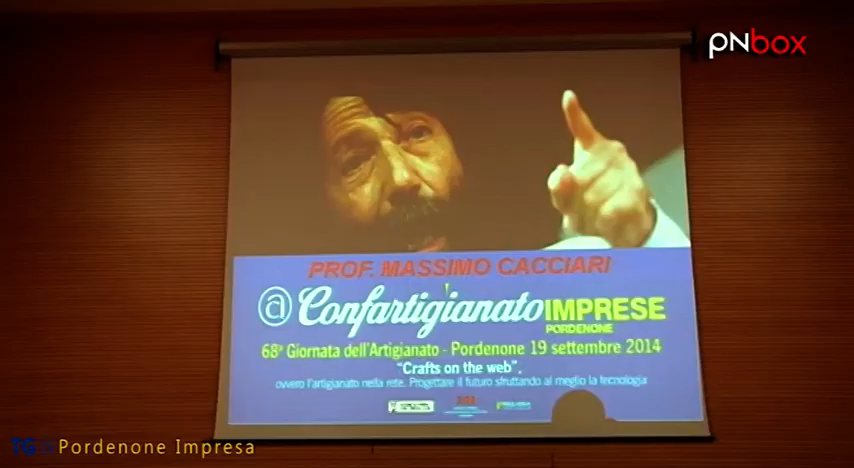 pnbox
PROF. MASSIMO CACCIARI
@ Confartigianato IMPRESE
PORDENONE
68ª Giornata dell'Artigianato - Pordenone 19 settembre 2014
"Crafts on the web",
ovvero l'artigianato nella rete. Progettare il futuro sfruttando al meglio la tecnologia
Pordenone Impresa